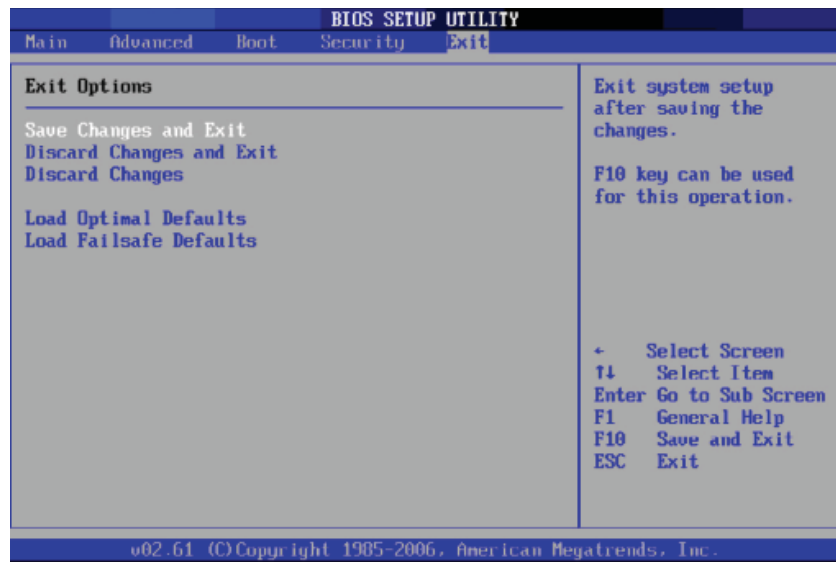 BIOS SETUP UTILITY
Main Advanced Boot Security Exit
Exit Options
Save Changes and Exit
Discard Changes and Exit
Discard Changes
Load Optimal Defaults
Load Failsafe Defaults
Exit system setup
after saving the
changes.
F10 key can be used
for this operation.
← Select Screen
↑↓ Select Item
Enter Go to Sub Screen
F1 General Help
F10 Save and Exit
ESC Exit
v02.61 (C)Copyright 1985-2006, American Megatrends, Inc.